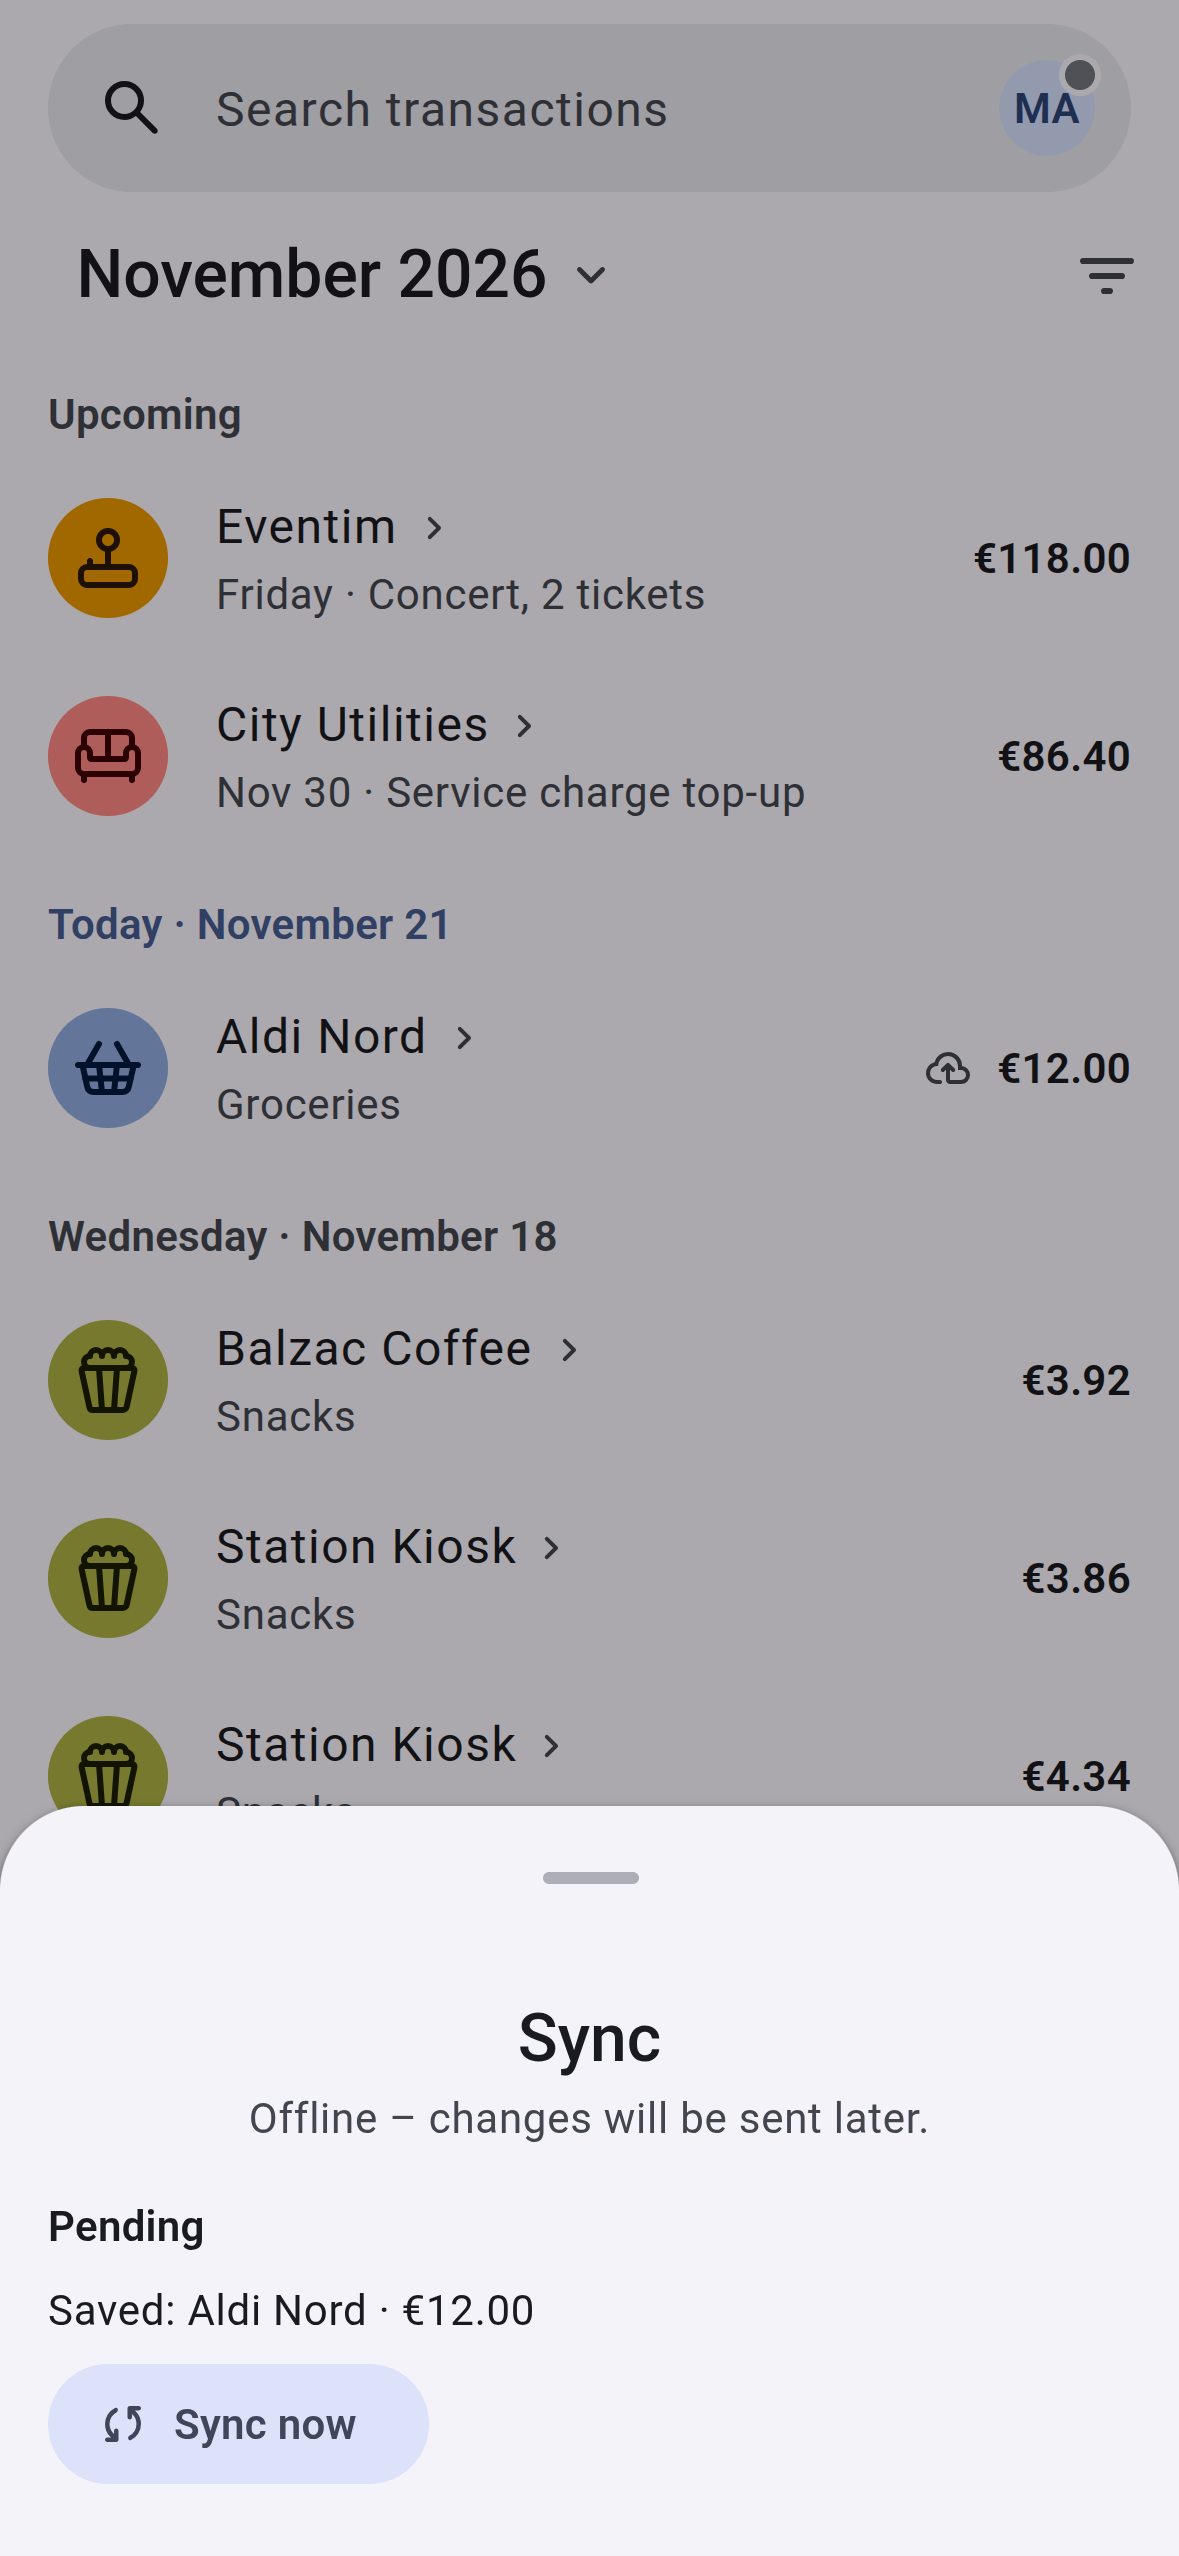 Search transactions
MA
November 2026
Upcoming
Eventim
€118.00
Friday · Concert, 2 tickets
City Utilities
€86.40
Nov 30 · Service charge top-up
Today · November 21
Aldi Nord
€12.00
Groceries
Wednesday · November 18
Balzac Coffee
€3.92
Snacks
Station Kiosk
€3.86
Snacks
Station Kiosk
€4.34
Sync
Offline – changes will be sent later.
Pending
Saved: Aldi Nord · €12.00
Sync now